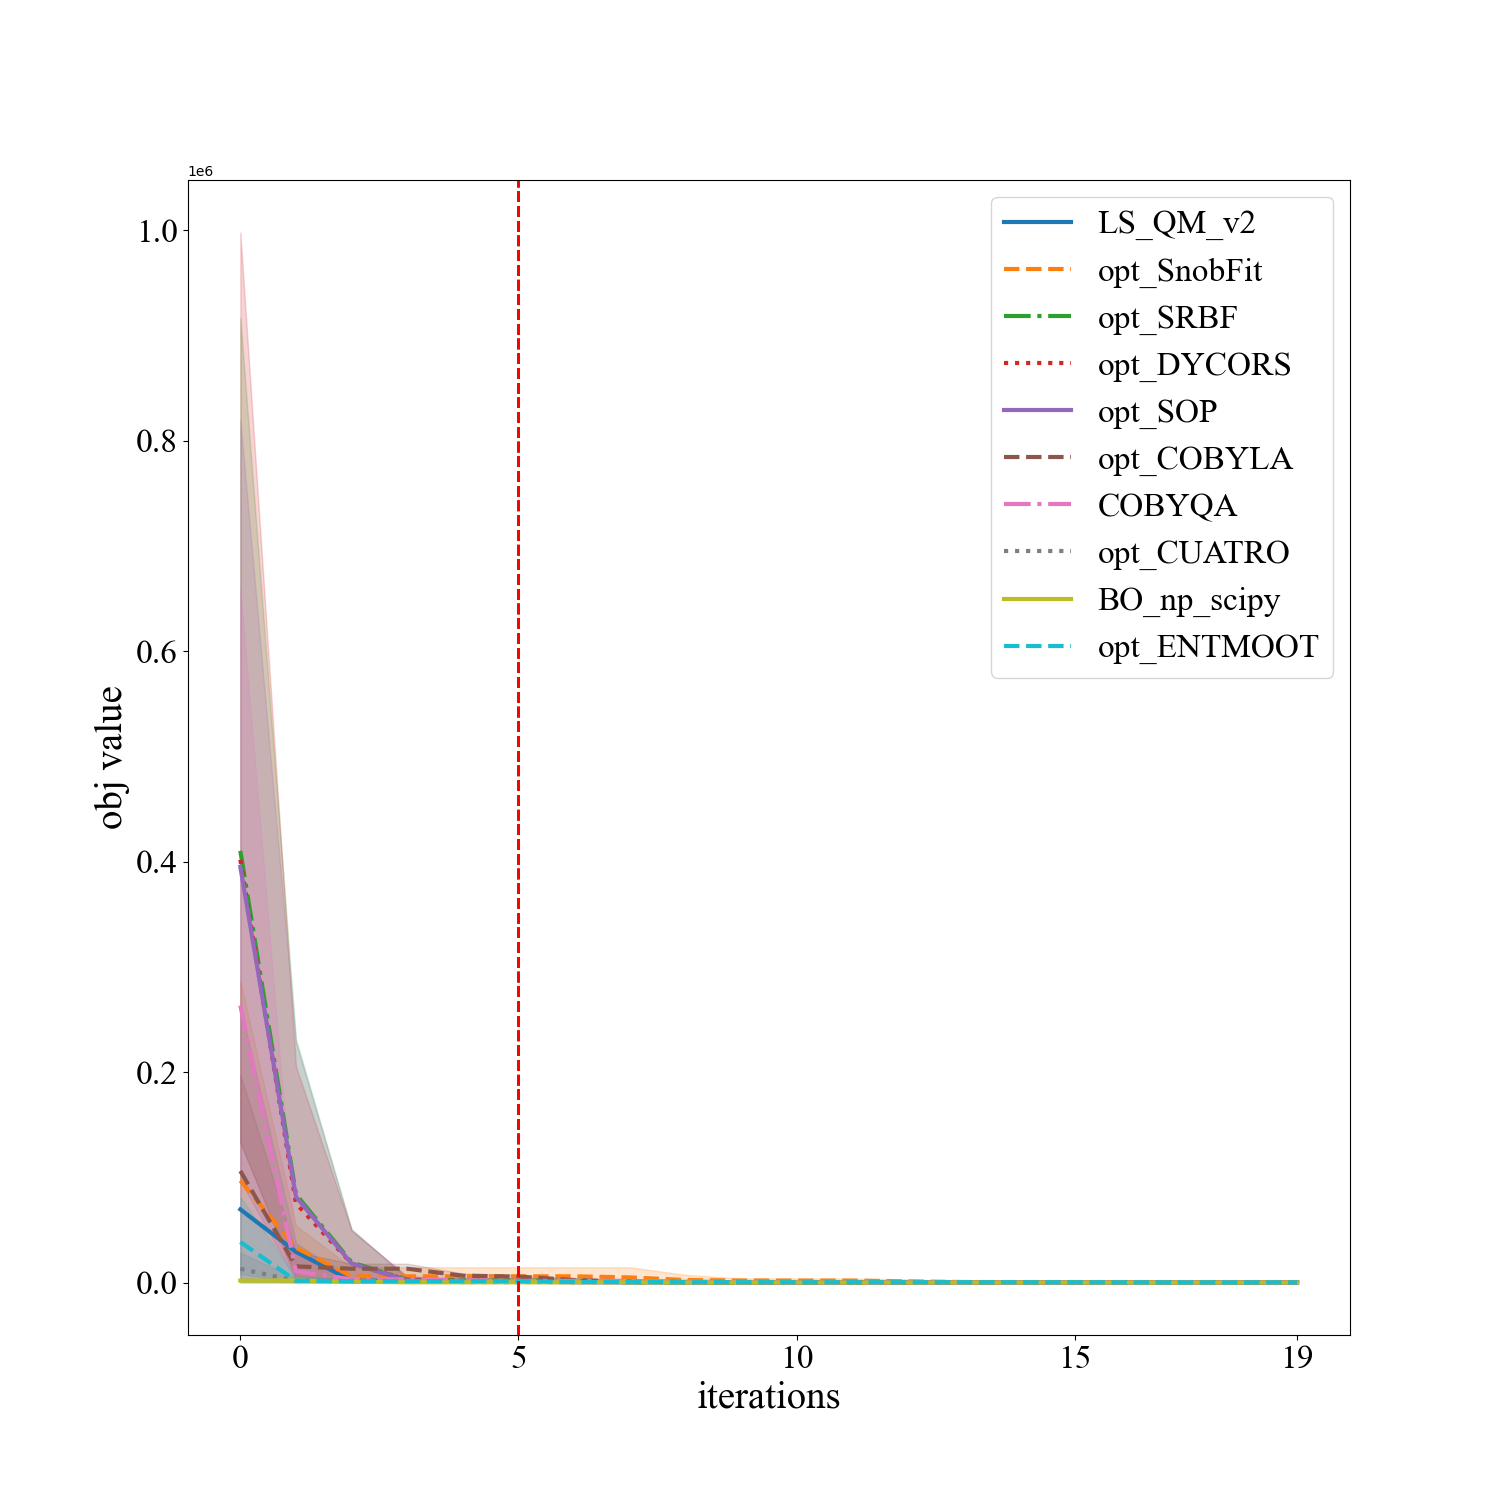 1e6
1.0
0.8
0.6
0.4
0.2
0.0
obj value
0
5
10
15
19
iterations
LS_QM_v2
opt_SnobFit
opt_SRBF
opt_DYCORS
opt_SOP
opt_COBYLA
COBYQA
opt_CUATRO
BO_np_scipy
opt_ENTMOOT